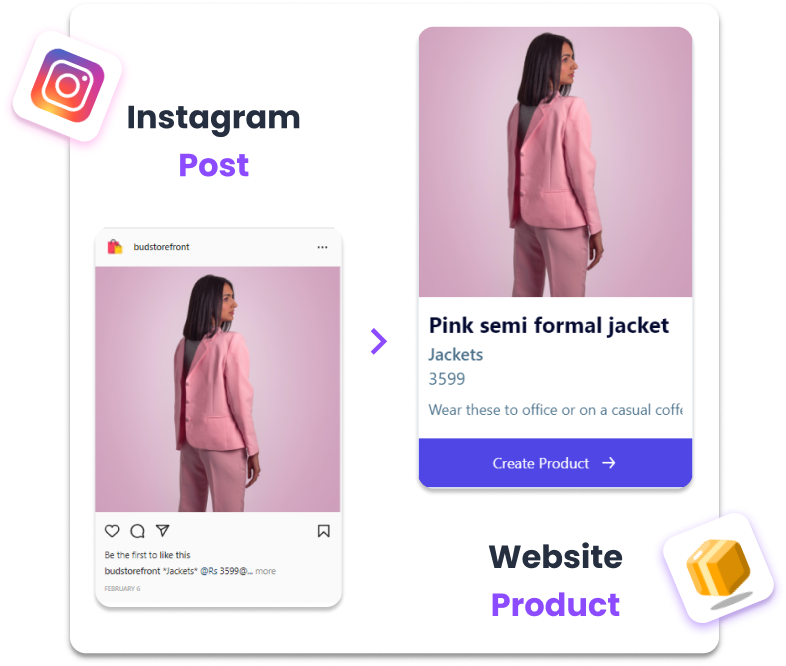 Instagram
Post
budstorefront
Be the first to like this
budstorefront *Jackets* @Rs 3599@... more
FEBRUARY 6
Pink semi formal jacket
Jackets
3599
Wear these to office or on a casual coffe
Create Product
Website
Product